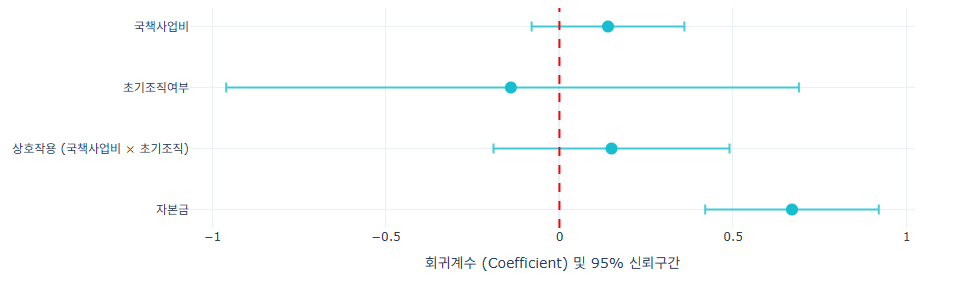 국책사업비
초기조직여부
상호작용 (국책사업비 × 초기조직)
자본금
−1
−0.5
0
0.5
1
회귀계수 (Coefficient) 및 95% 신뢰구간